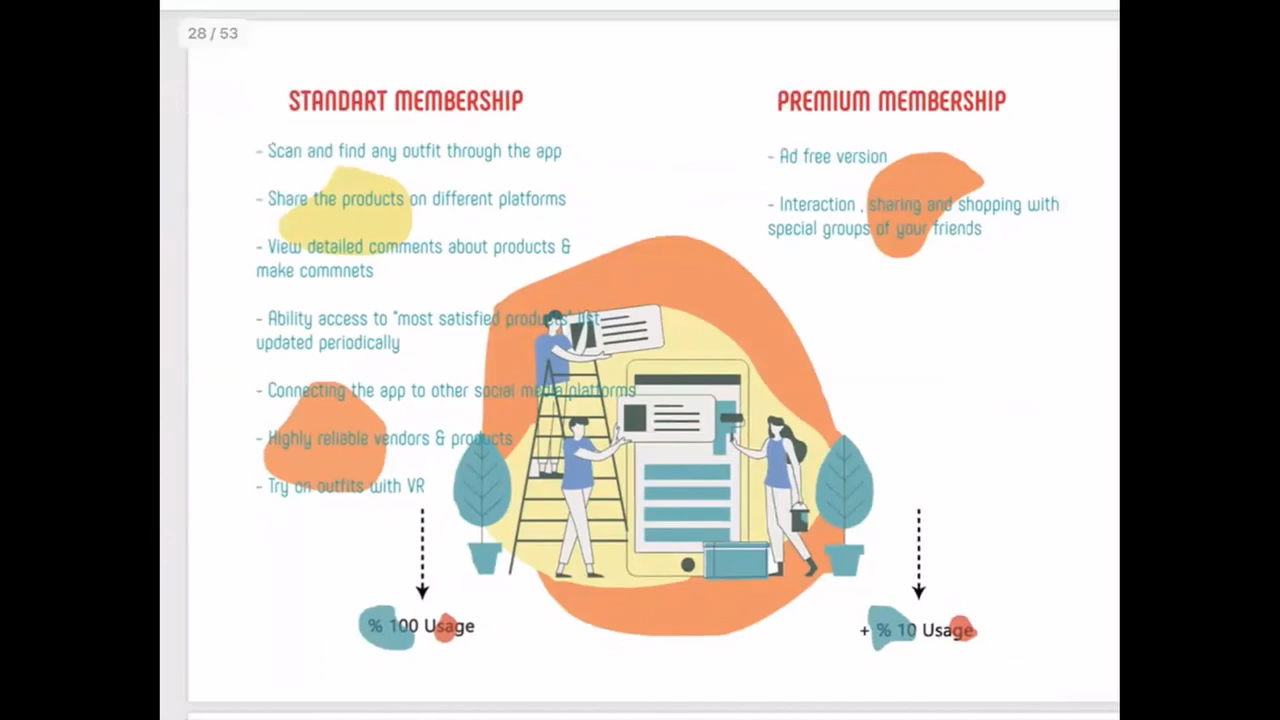 28 / 53
STANDART MEMBERSHIP
- Scan and find any outfit through the app
- Share the products on different platforms
- View detailed comments about products &
make commnets
- Ability access to "most satisfied products" list
updated periodically
- Connecting the app to other social media platforms
- Highly reliable vendors & products
- Try on outfits with VR
% 100 Usage
PREMIUM MEMBERSHIP
- Ad free version
- Interaction , sharing and shopping with
special groups of your friends
+ % 10 Usage